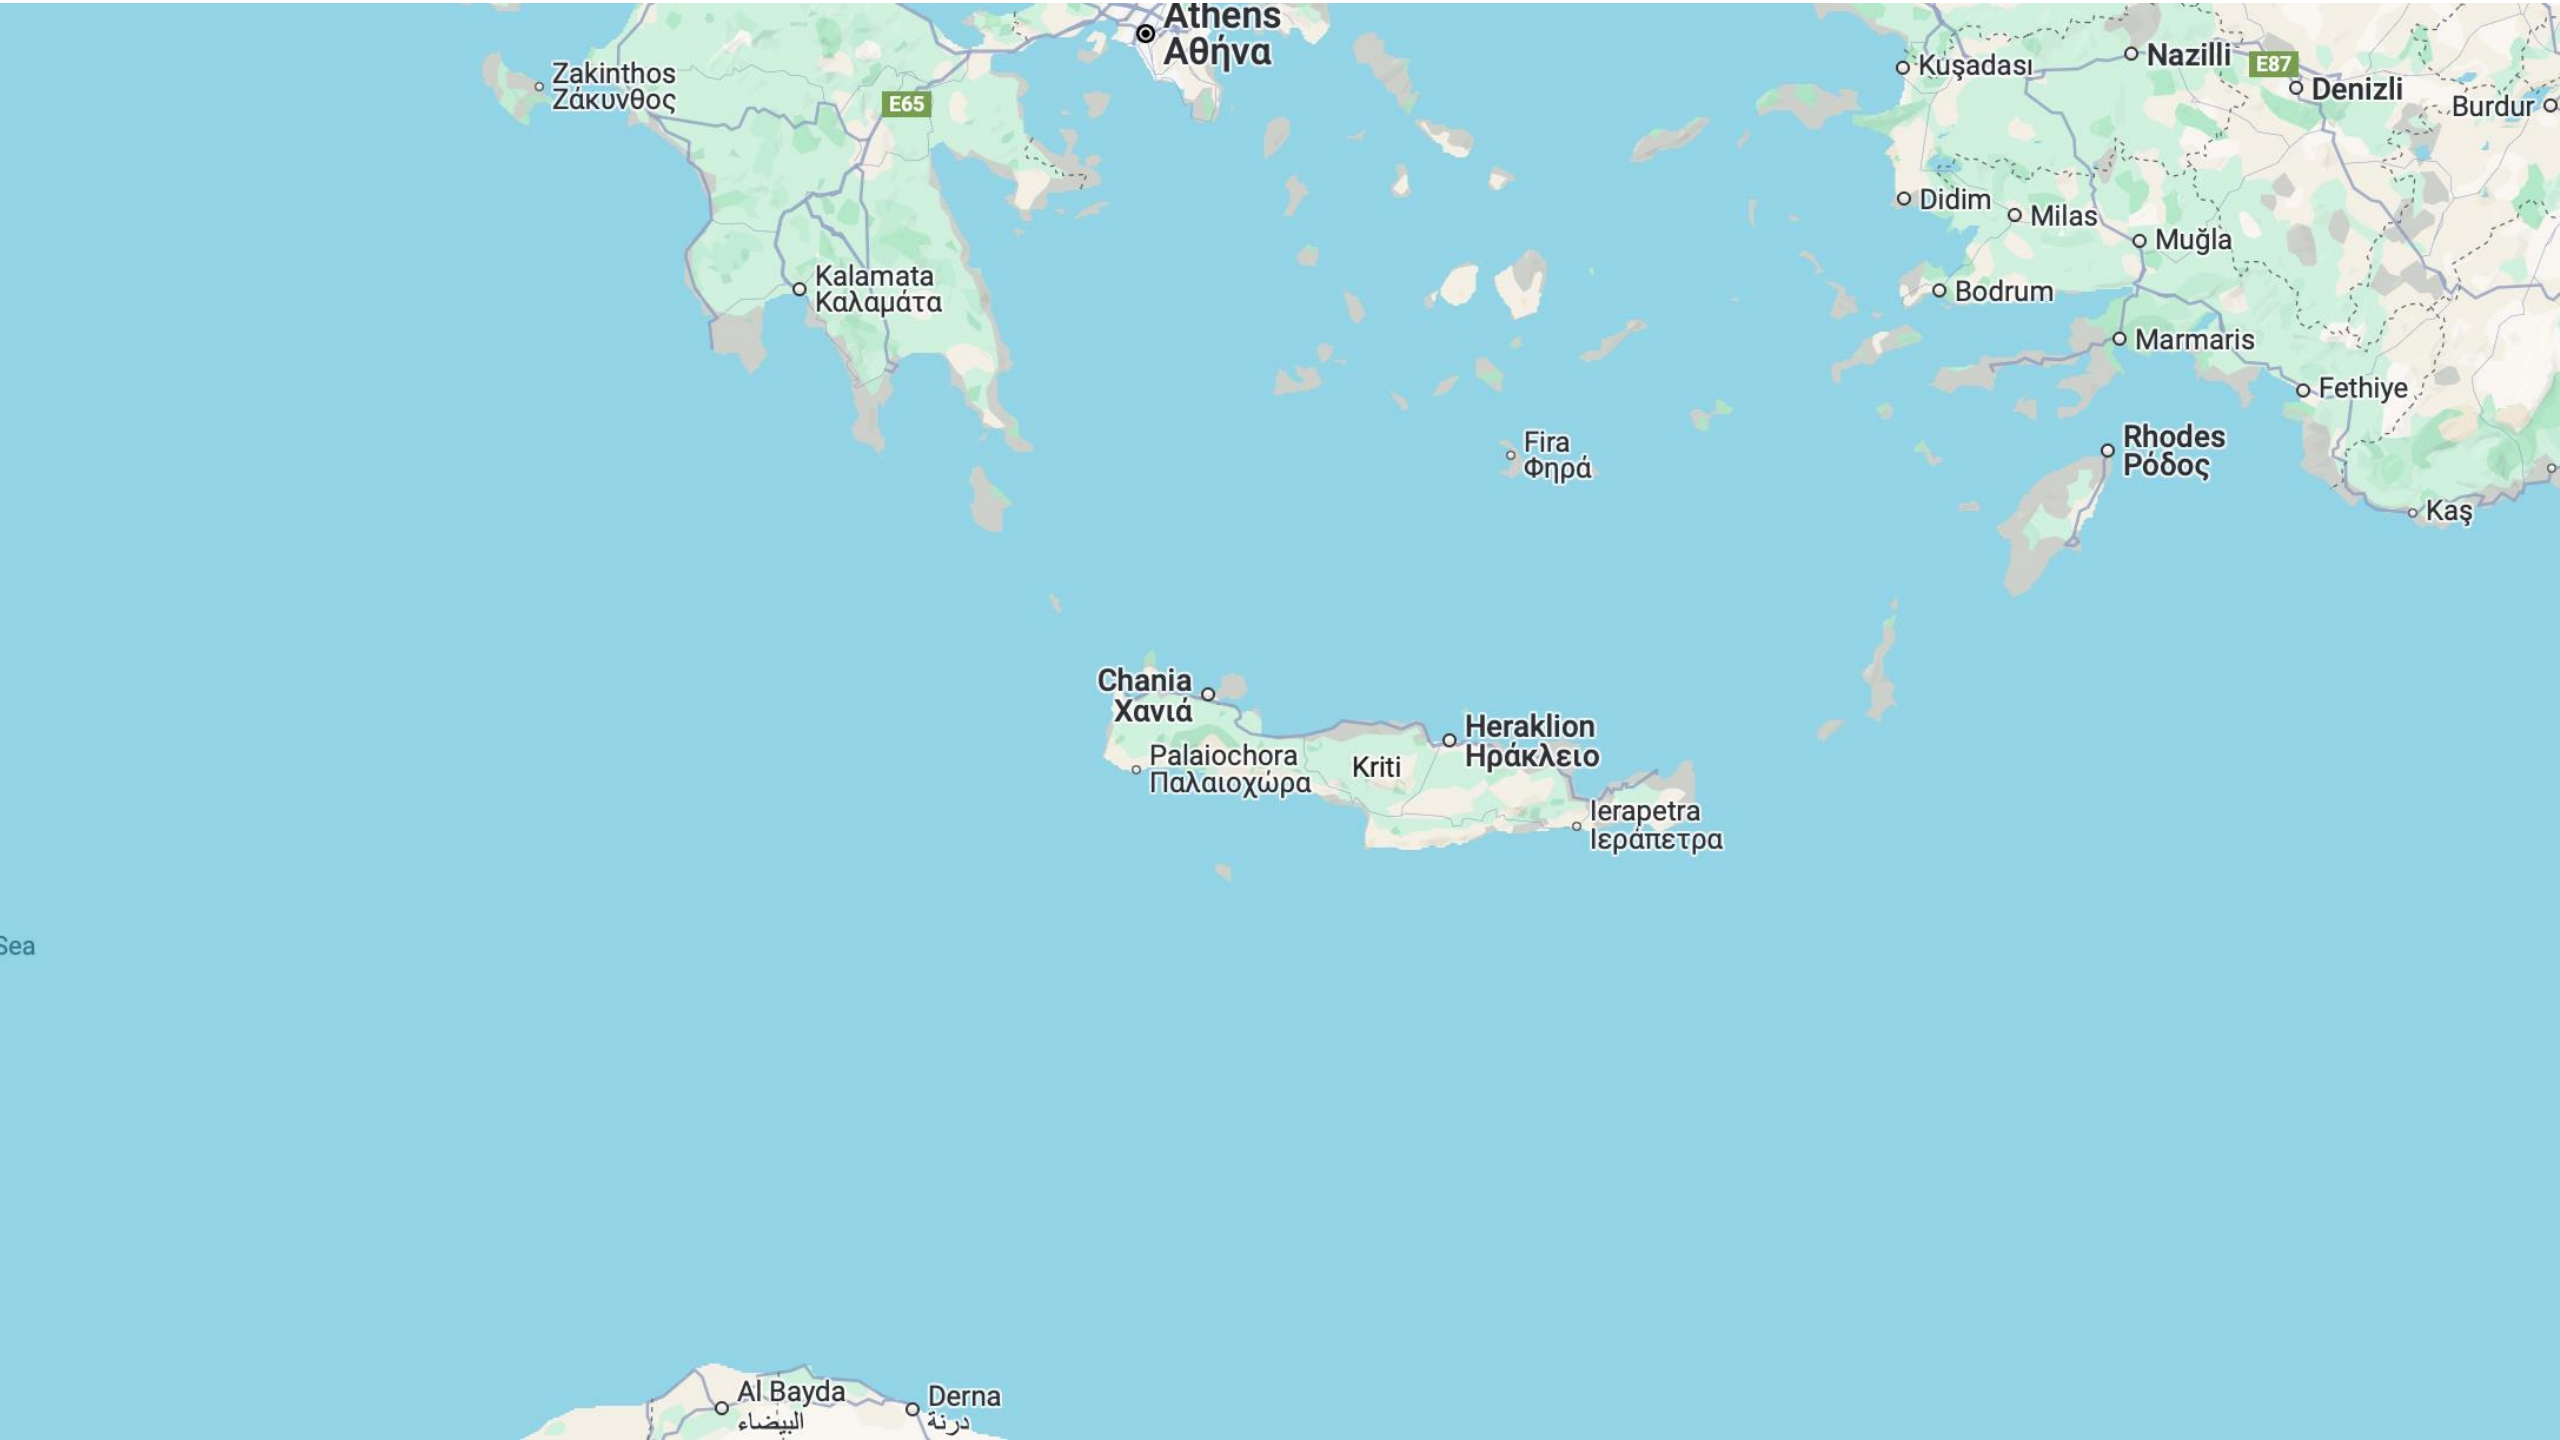 Athens
Αθήνα
Zakinthos
Ζάκυνθος
E65
Kuşadası
Nazilli
E87
Denizli
Burdur
Didim
Milas
Muğla
Kalamata
Καλαμάτα
Bodrum
Marmaris
Fethiye
Fira
Φηρά
Rhodes
Ρόδος
Kaş
Chania
Χανιά
Heraklion
Ηράκλειο
Palaiochora
Παλαιοχώρα
Kriti
Ierapetra
Ιεράπετρα
Sea
Al Bayda
البيضاء
Derna
درنة